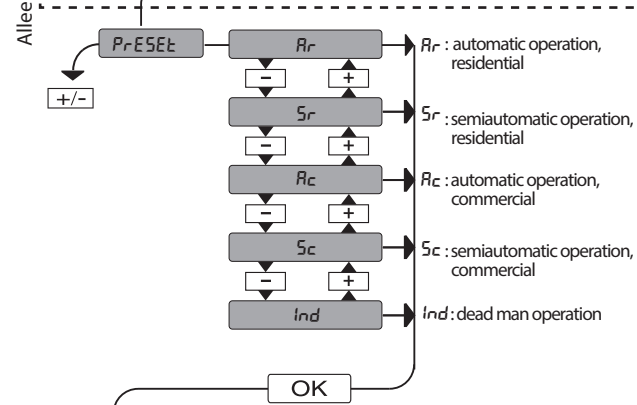 Allee
PrESEt
Ar
Ar : automatic operation,
residential
- +
+/-
Sr
Sr : semiautomatic operation,
residential
- +
Ac
Ac : automatic operation,
commercial
- +
Sc
Sc : semiautomatic operation,
commercial
- +
Ind
Ind : dead man operation
OK